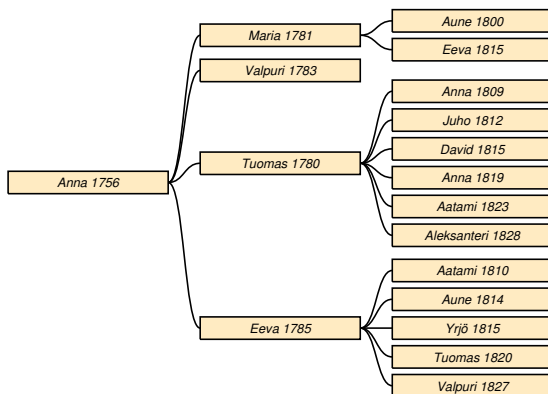 Anna 1756
Maria 1781
Aune 1800
Eeva 1815
Valpuri 1783
Tuomas 1780
Anna 1809
Juho 1812
David 1815
Anna 1819
Aatami 1823
Aleksanteri 1828
Eeva 1785
Aatami 1810
Aune 1814
Yrjö 1815
Tuomas 1820
Valpuri 1827